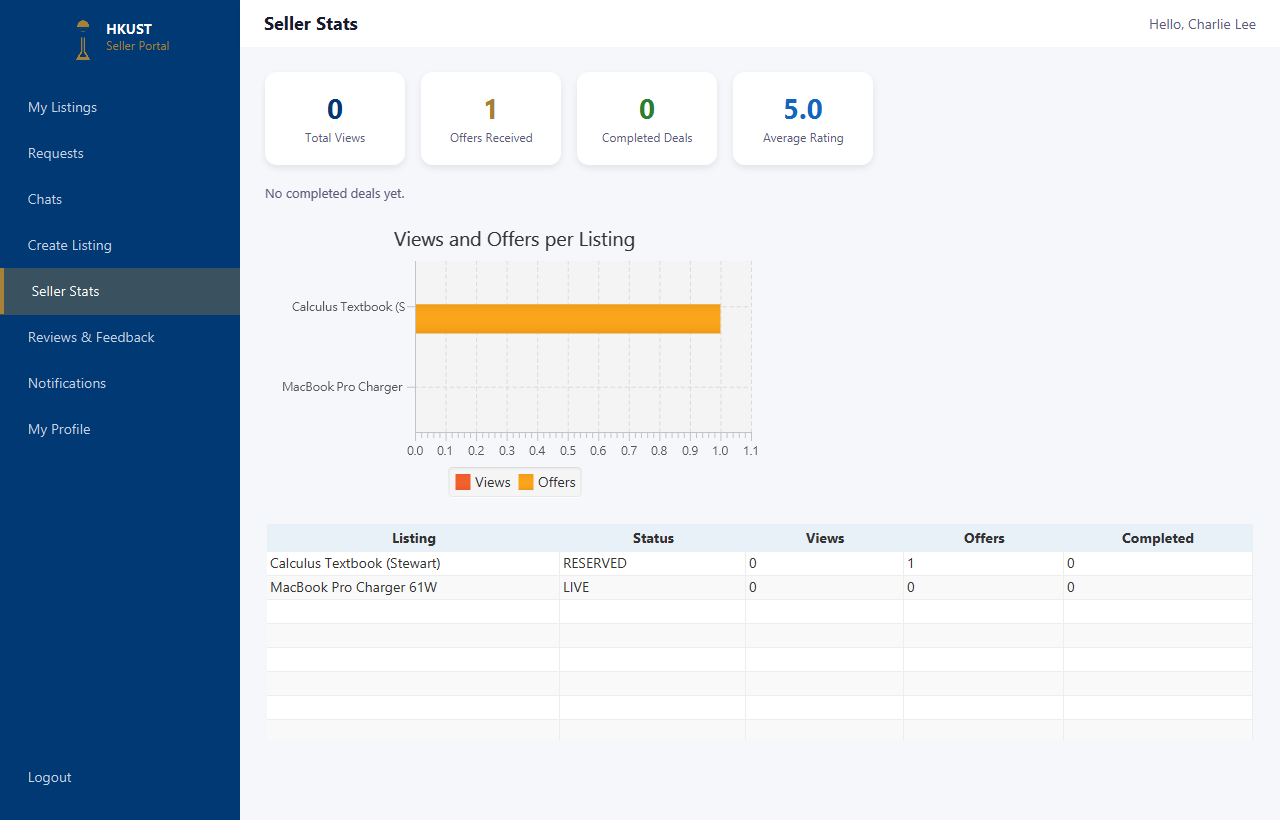 HKUST
Seller Portal
My Listings
Requests
Chats
Create Listing
Seller Stats
Reviews & Feedback
Notifications
My Profile
Logout
Seller Stats
Hello, Charlie Lee
0
Total Views
1
Offers Received
0
Completed Deals
5.0
Average Rating
No completed deals yet.
Views and Offers per Listing
Calculus Textbook (S
MacBook Pro Charger
0.0 0.1 0.2 0.3 0.4 0.5 0.6 0.7 0.8 0.9 1.0 1.1
Views Offers
Listing Status Views Offers Completed
Calculus Textbook (Stewart) RESERVED 0 1 0
MacBook Pro Charger 61W LIVE 0 0 0